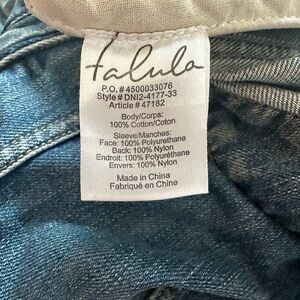 talula
P.O. # 4500033076
Style # DNI2-4177-33
Article # 47182
Body/Corps:
100% Cotton/Coton
Sleeve/Manches:
Face: 100% Polyurethane
Back: 100% Nylon
Endroit: 100% Polyuréthane
Envers: 100% Nylon
Made in China
Fabriqué en Chine